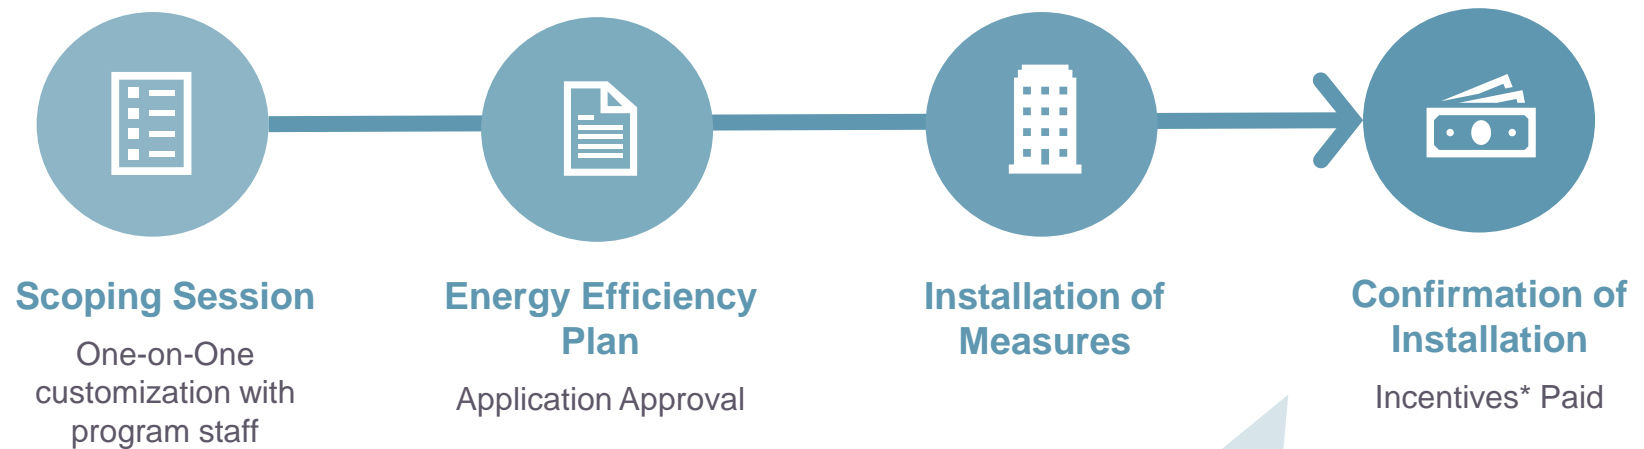 Scoping Session
One-on-One
customization with
program staff
Energy Efficiency
Plan
Application Approval
Installation of
Measures
Confirmation of
Installation
Incentives* Paid